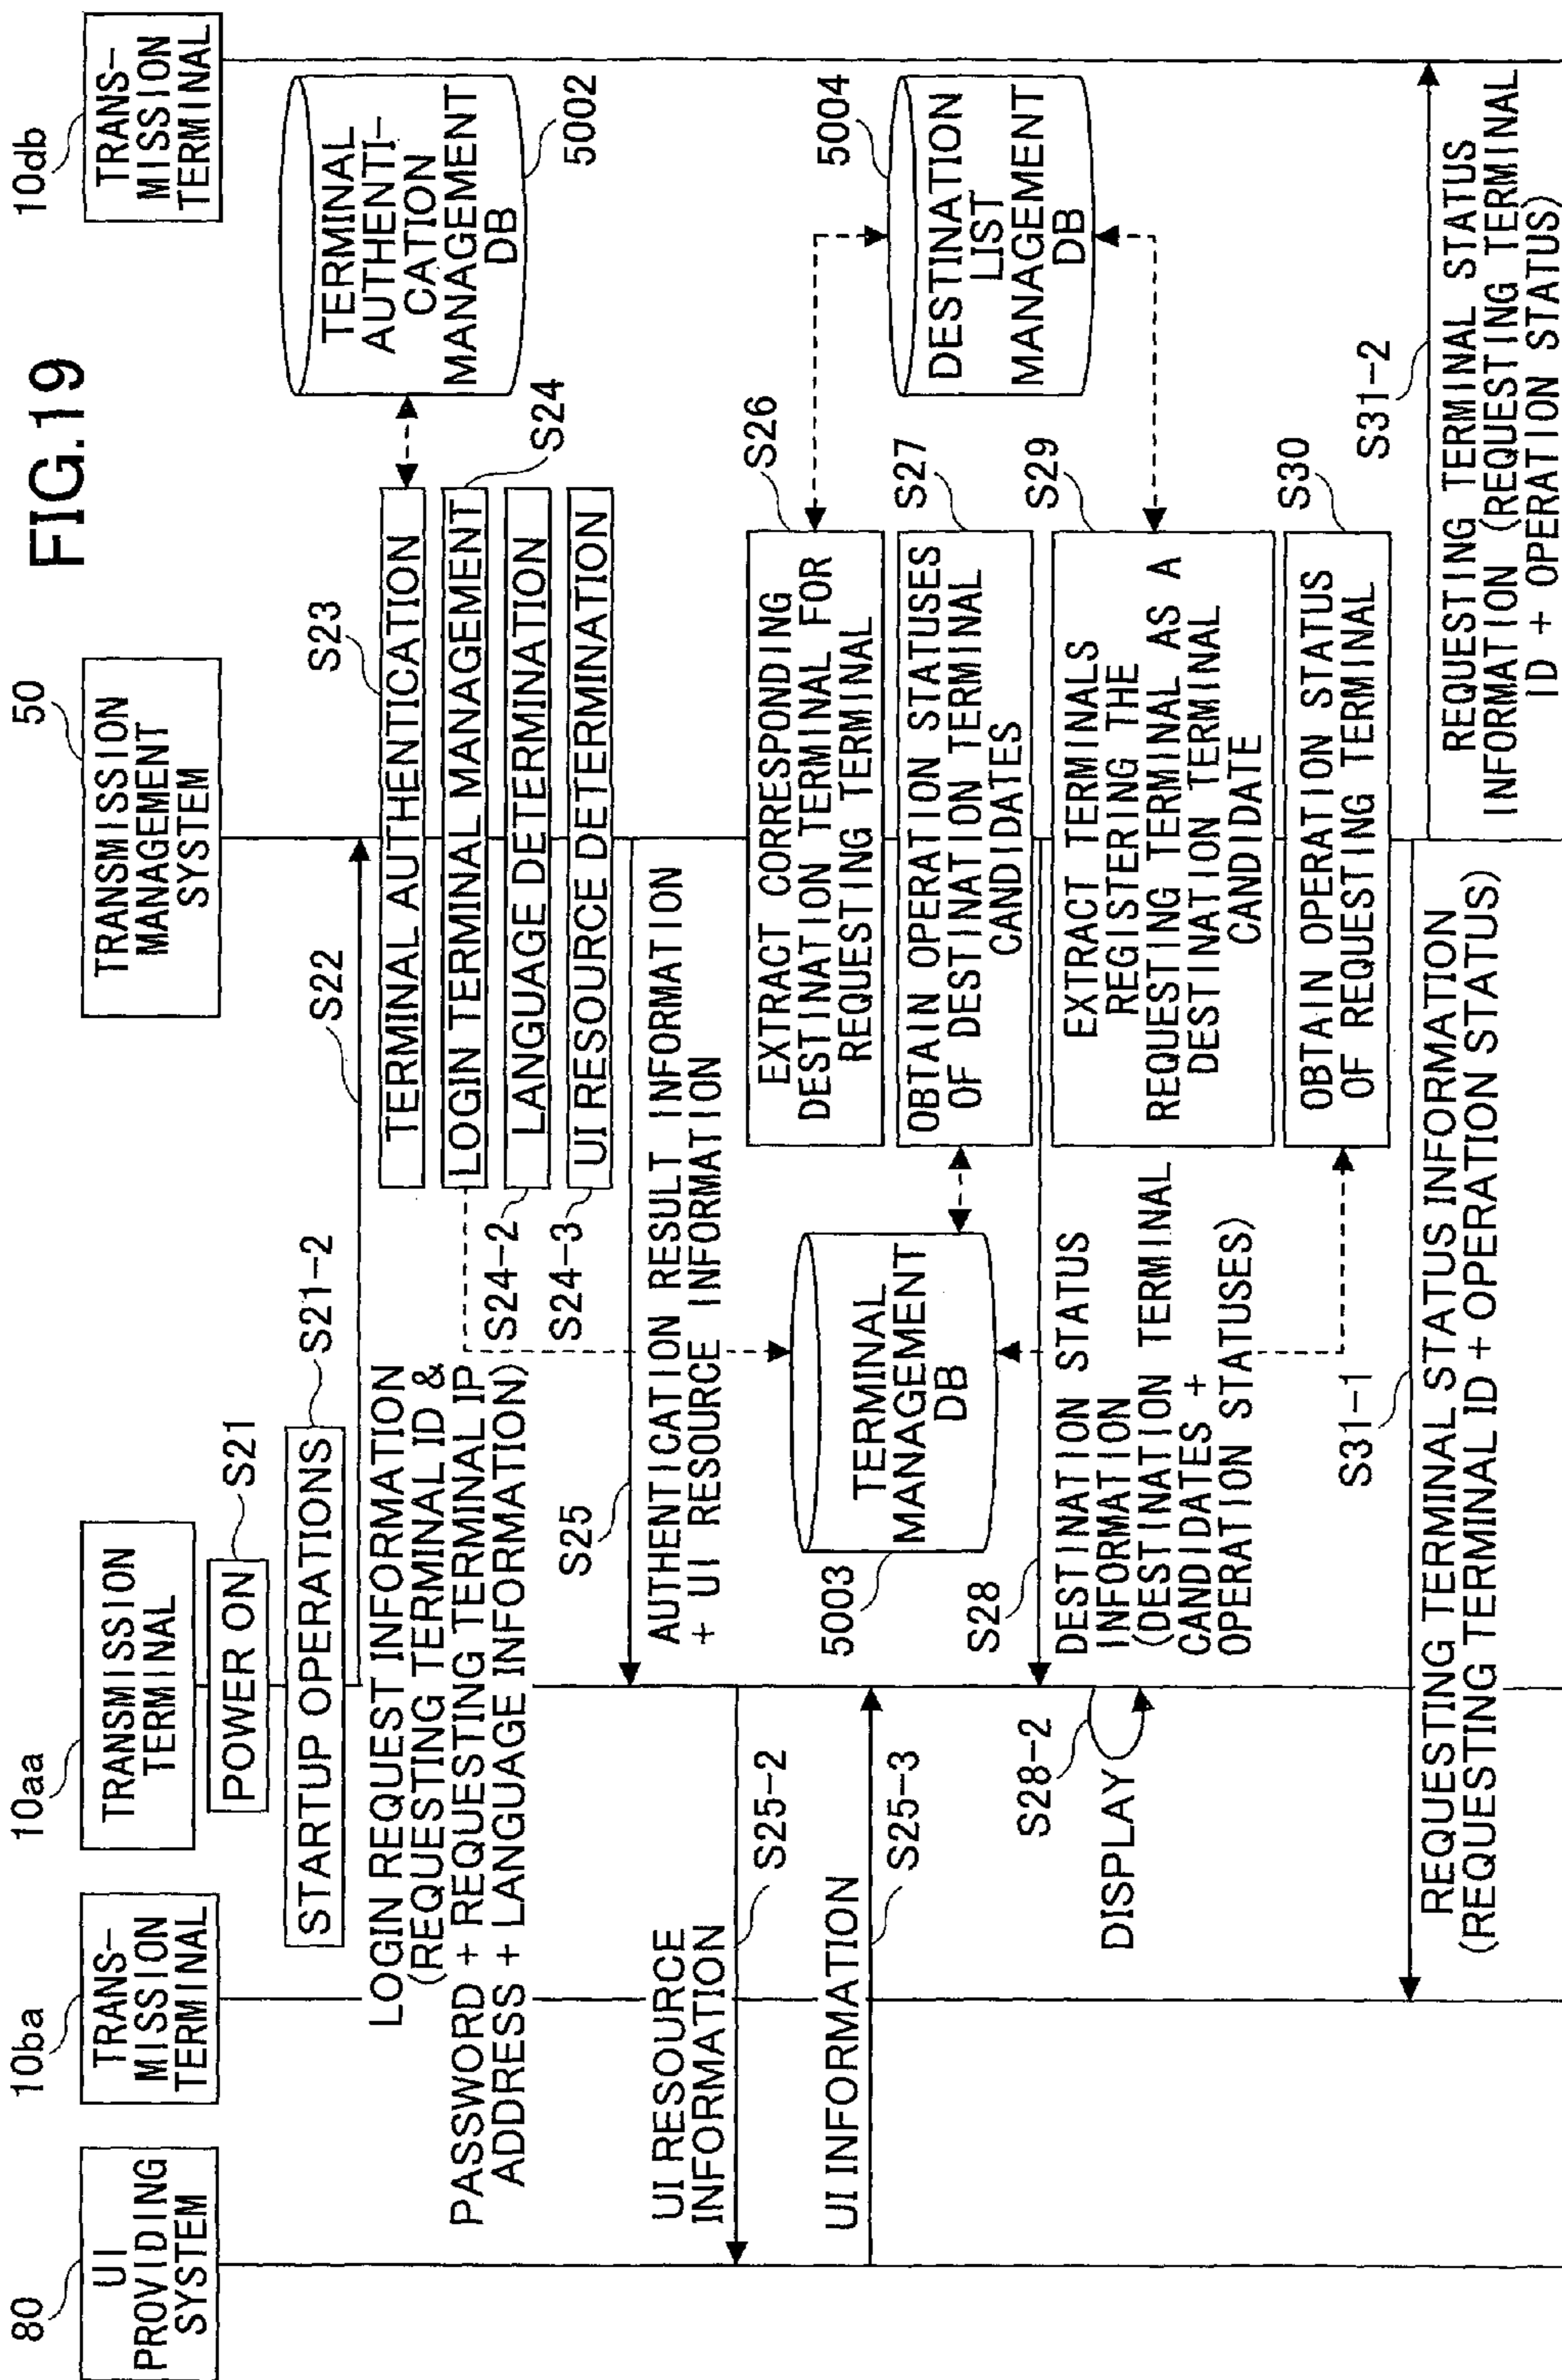 FIG.19
80
UI
PROVIDING
SYSTEM
10ba
TRANS-
MISSION
TERMINAL
10aa
TRANSMISSION
TERMINAL
50
TRANSMISSION
MANAGEMENT
SYSTEM
10db
TRANS-
MISSION
TERMINAL
POWER ON
S21
STARTUP OPERATIONS
S21-2
S22
LOGIN REQUEST INFORMATION
(REQUESTING TERMINAL ID &
PASSWORD + REQUESTING TERMINAL IP
ADDRESS + LANGUAGE INFORMATION)
TERMINAL AUTHENTICATION
S23
LOGIN TERMINAL MANAGEMENT
S24
LANGUAGE DETERMINATION
S24-2
UI RESOURCE DETERMINATION
S24-3
TERMINAL
AUTHENTI-
CATION
MANAGEMENT
DB
5002
S25
AUTHENTICATION RESULT INFORMATION
+ UI RESOURCE INFORMATION
UI RESOURCE
INFORMATION
S25-2
UI INFORMATION
S25-3
EXTRACT CORRESPONDING
DESTINATION TERMINAL FOR
REQUESTING TERMINAL
S26
OBTAIN OPERATION STATUSES
OF DESTINATION TERMINAL
CANDIDATES
S27
TERMINAL
MANAGEMENT
DB
5003
DESTINATION
LIST
MANAGEMENT
DB
5004
S28
DESTINATION STATUS
INFORMATION
(DESTINATION TERMINAL
CANDIDATES +
OPERATION STATUSES)
S28-2
DISPLAY
EXTRACT TERMINALS
REGISTERING THE
REQUESTING TERMINAL AS A
DESTINATION TERMINAL
CANDIDATE
S29
OBTAIN OPERATION STATUS
OF REQUESTING TERMINAL
S30
S31-1
REQUESTING TERMINAL STATUS INFORMATION
(REQUESTING TERMINAL ID + OPERATION STATUS)
S31-2
REQUESTING TERMINAL STATUS
INFORMATION (REQUESTING TERMINAL
ID + OPERATION STATUS)